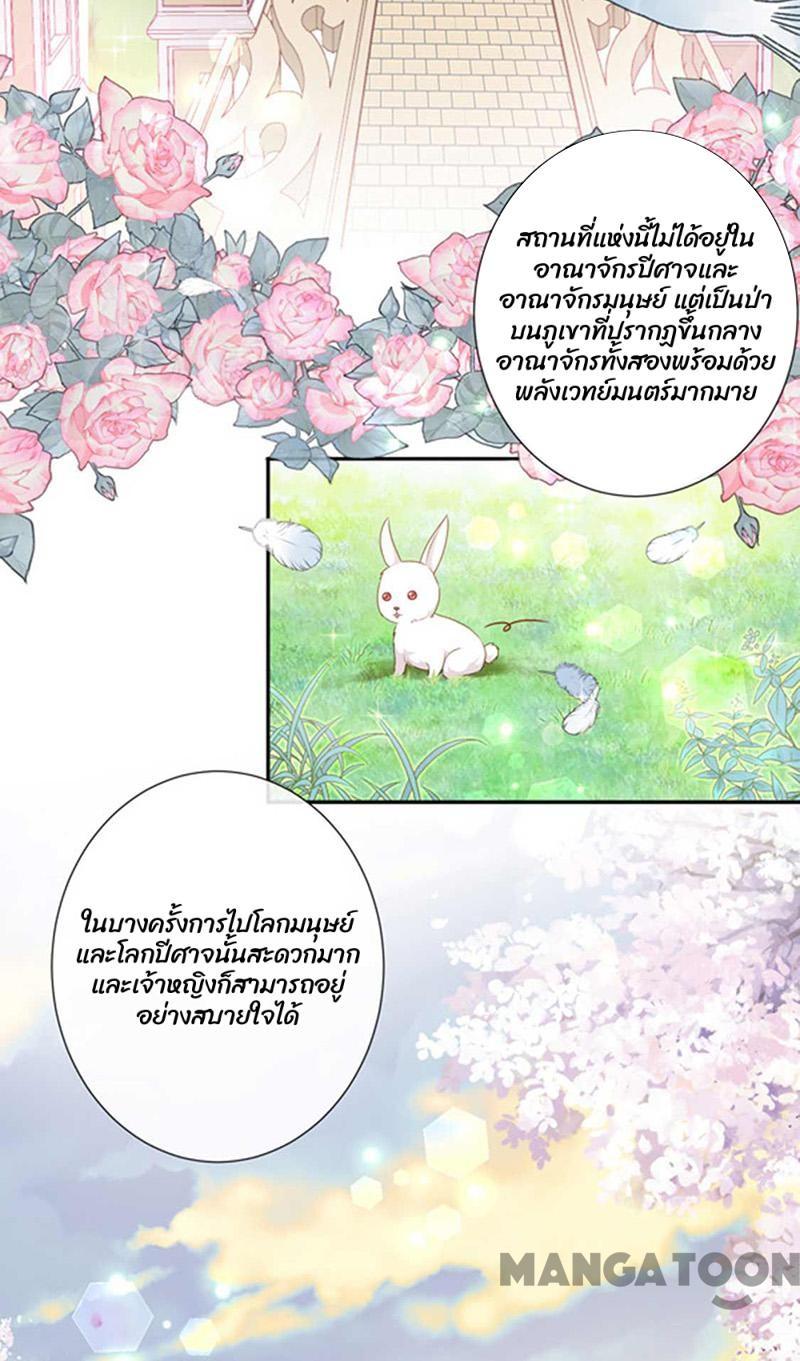 สถานที่แห่งนี้ไม่ได้อยู่ใน
อาณาจักรปีศาจและ
อาณาจักรมนุษย์ แต่เป็นป่า
บนภูเขาที่ปรากฏขึ้นกลาง
อาณาจักรทั้งสองพร้อมด้วย
พลังเวทย์มนตร์มากมาย
ในบางครั้งการไปโลกมนุษย์
และโลกปีศาจนั้นสะดวกมาก
และเจ้าหญิงก็สามารถอยู่
อย่างสบายใจได้
MANGATOON